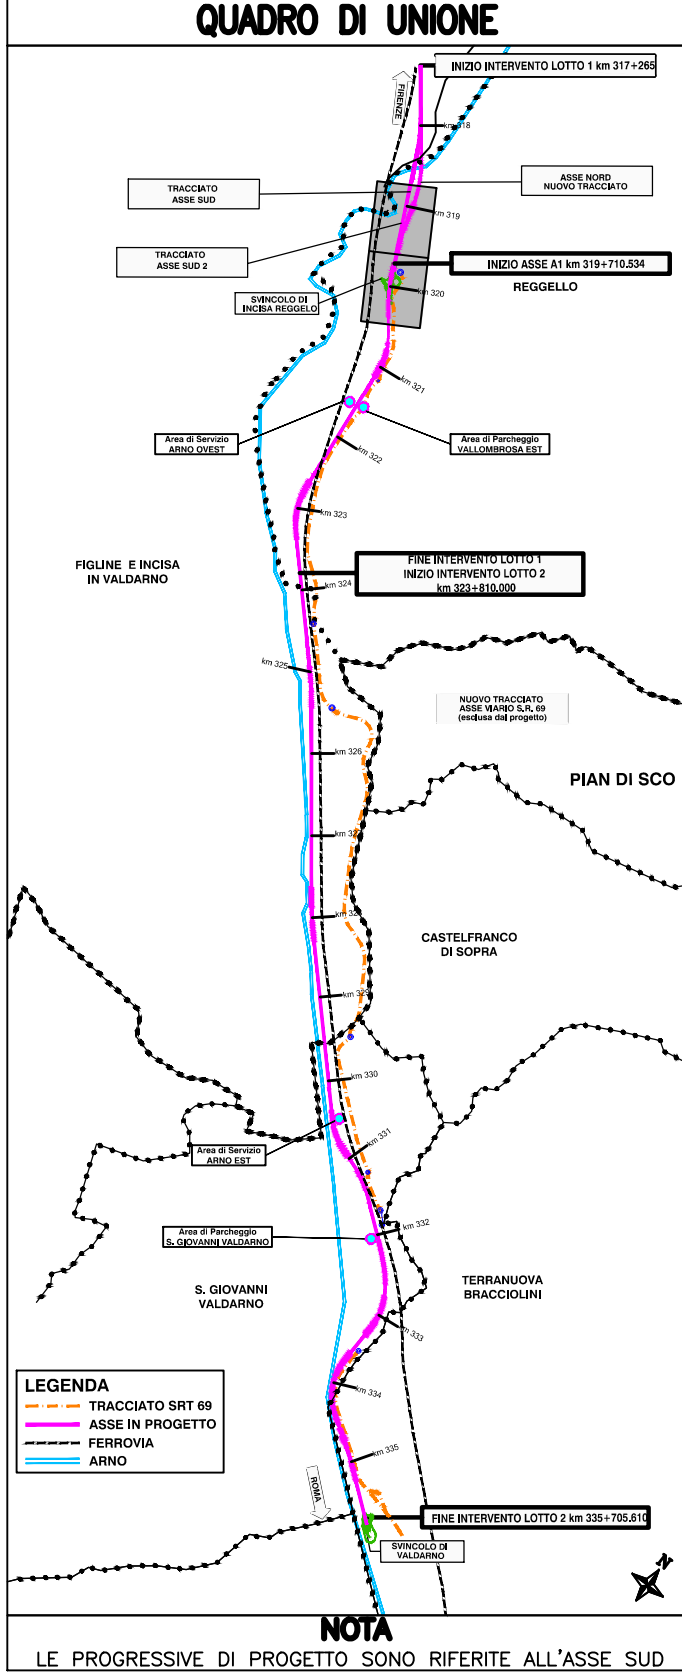 QUADRO DI UNIONE
INIZIO INTERVENTO LOTTO 1 km 317+265
FIRENZE
km 318
ASSE NORD
NUOVO TRACCIATO
TRACCIATO
ASSE SUD
km 319
TRACCIATO
ASSE SUD 2
INIZIO ASSE A1 km 319+710.534
REGGELLO
km 320
SVINCOLO DI
INCISA REGGELO
km 321
Area di Servizio
ARNO OVEST
Area di Parcheggio
VALLOMBROSA EST
km 322
km 323
FIGLINE E INCISA
IN VALDARNO
FINE INTERVENTO LOTTO 1
INIZIO INTERVENTO LOTTO 2
km 323+810.000
km 324
km 325
NUOVO TRACCIATO
ASSE VIARIO S.R. 69
(esclusa dal progetto)
km 326
PIAN DI SCO
km 327
km 328
CASTELFRANCO
DI SOPRA
km 329
km 330
km 331
Area di Servizio
ARNO EST
km 332
Area di Parcheggio
S. GIOVANNI VALDARNO
S. GIOVANNI
VALDARNO
TERRANUOVA
BRACCIOLINI
km 333
km 334
LEGENDA
TRACCIATO SRT 69
ASSE IN PROGETTO
FERROVIA
ARNO
km 335
ROMA
FINE INTERVENTO LOTTO 2 km 335+705.610
SVINCOLO DI
VALDARNO
N
NOTA
LE PROGRESSIVE DI PROGETTO SONO RIFERITE ALL'ASSE SUD